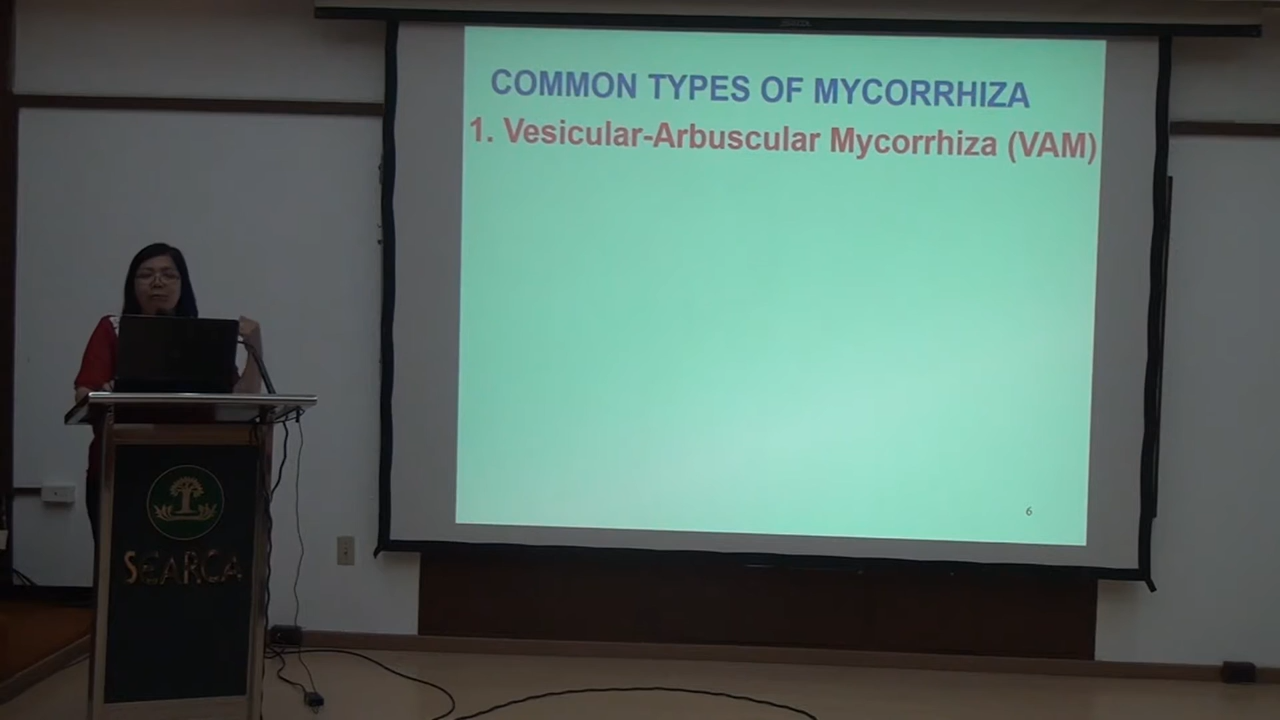 COMMON TYPES OF MYCORRHIZA
1. Vesicular-Arbuscular Mycorrhiza (VAM)
6
SEARCA